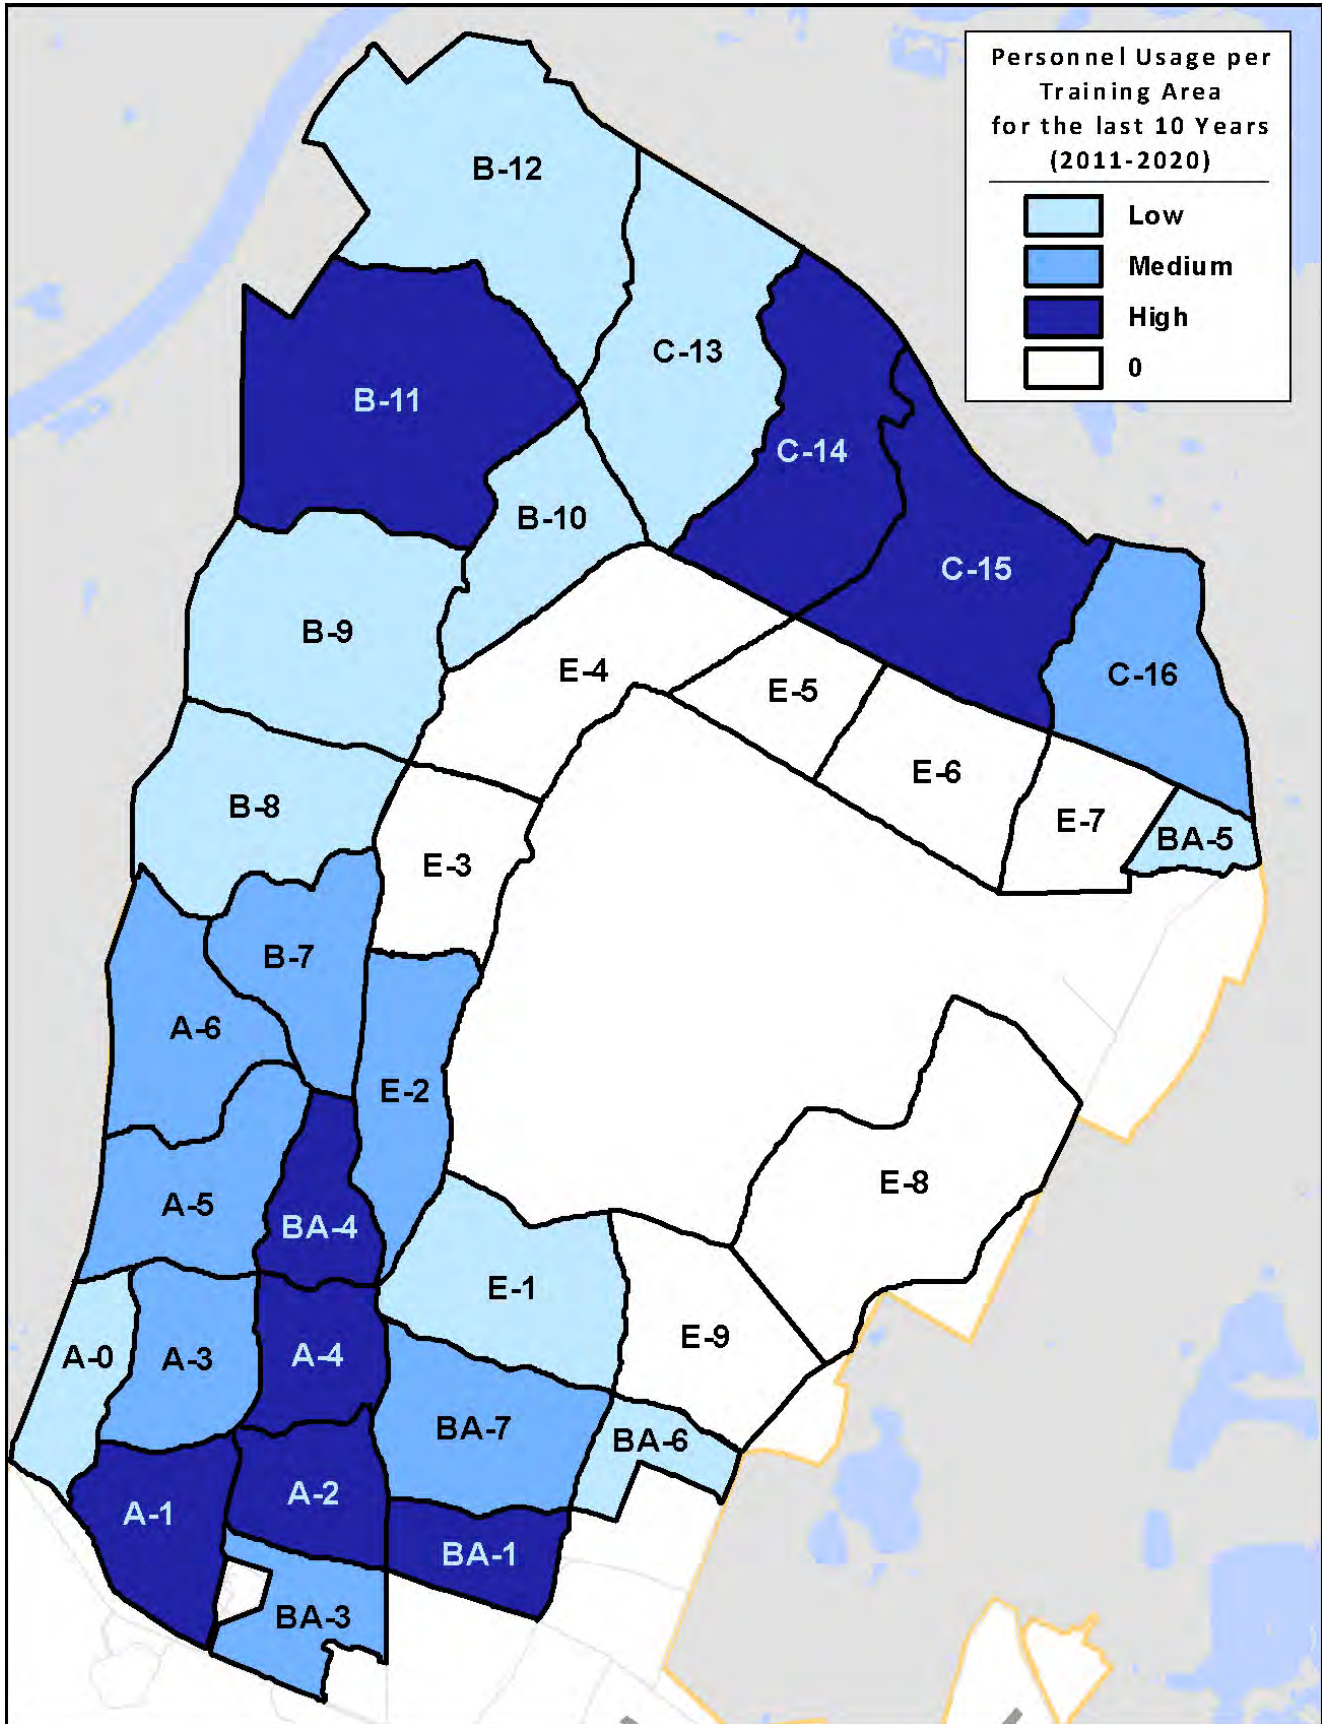 Personnel Usage per
Training Area
for the last 10 Years
(2011-2020)
Low
Medium
High
0
B-12
C-13
B-11
C-14
B-10
C-15
B-9
E-4
C-16
E-5
E-6
B-8
E-7
BA-5
E-3
B-7
A-6
E-2
E-8
A-5
BA-4
E-1
E-9
A-0
A-3
A-4
BA-7
BA-6
A-2
A-1
BA-1
BA-3